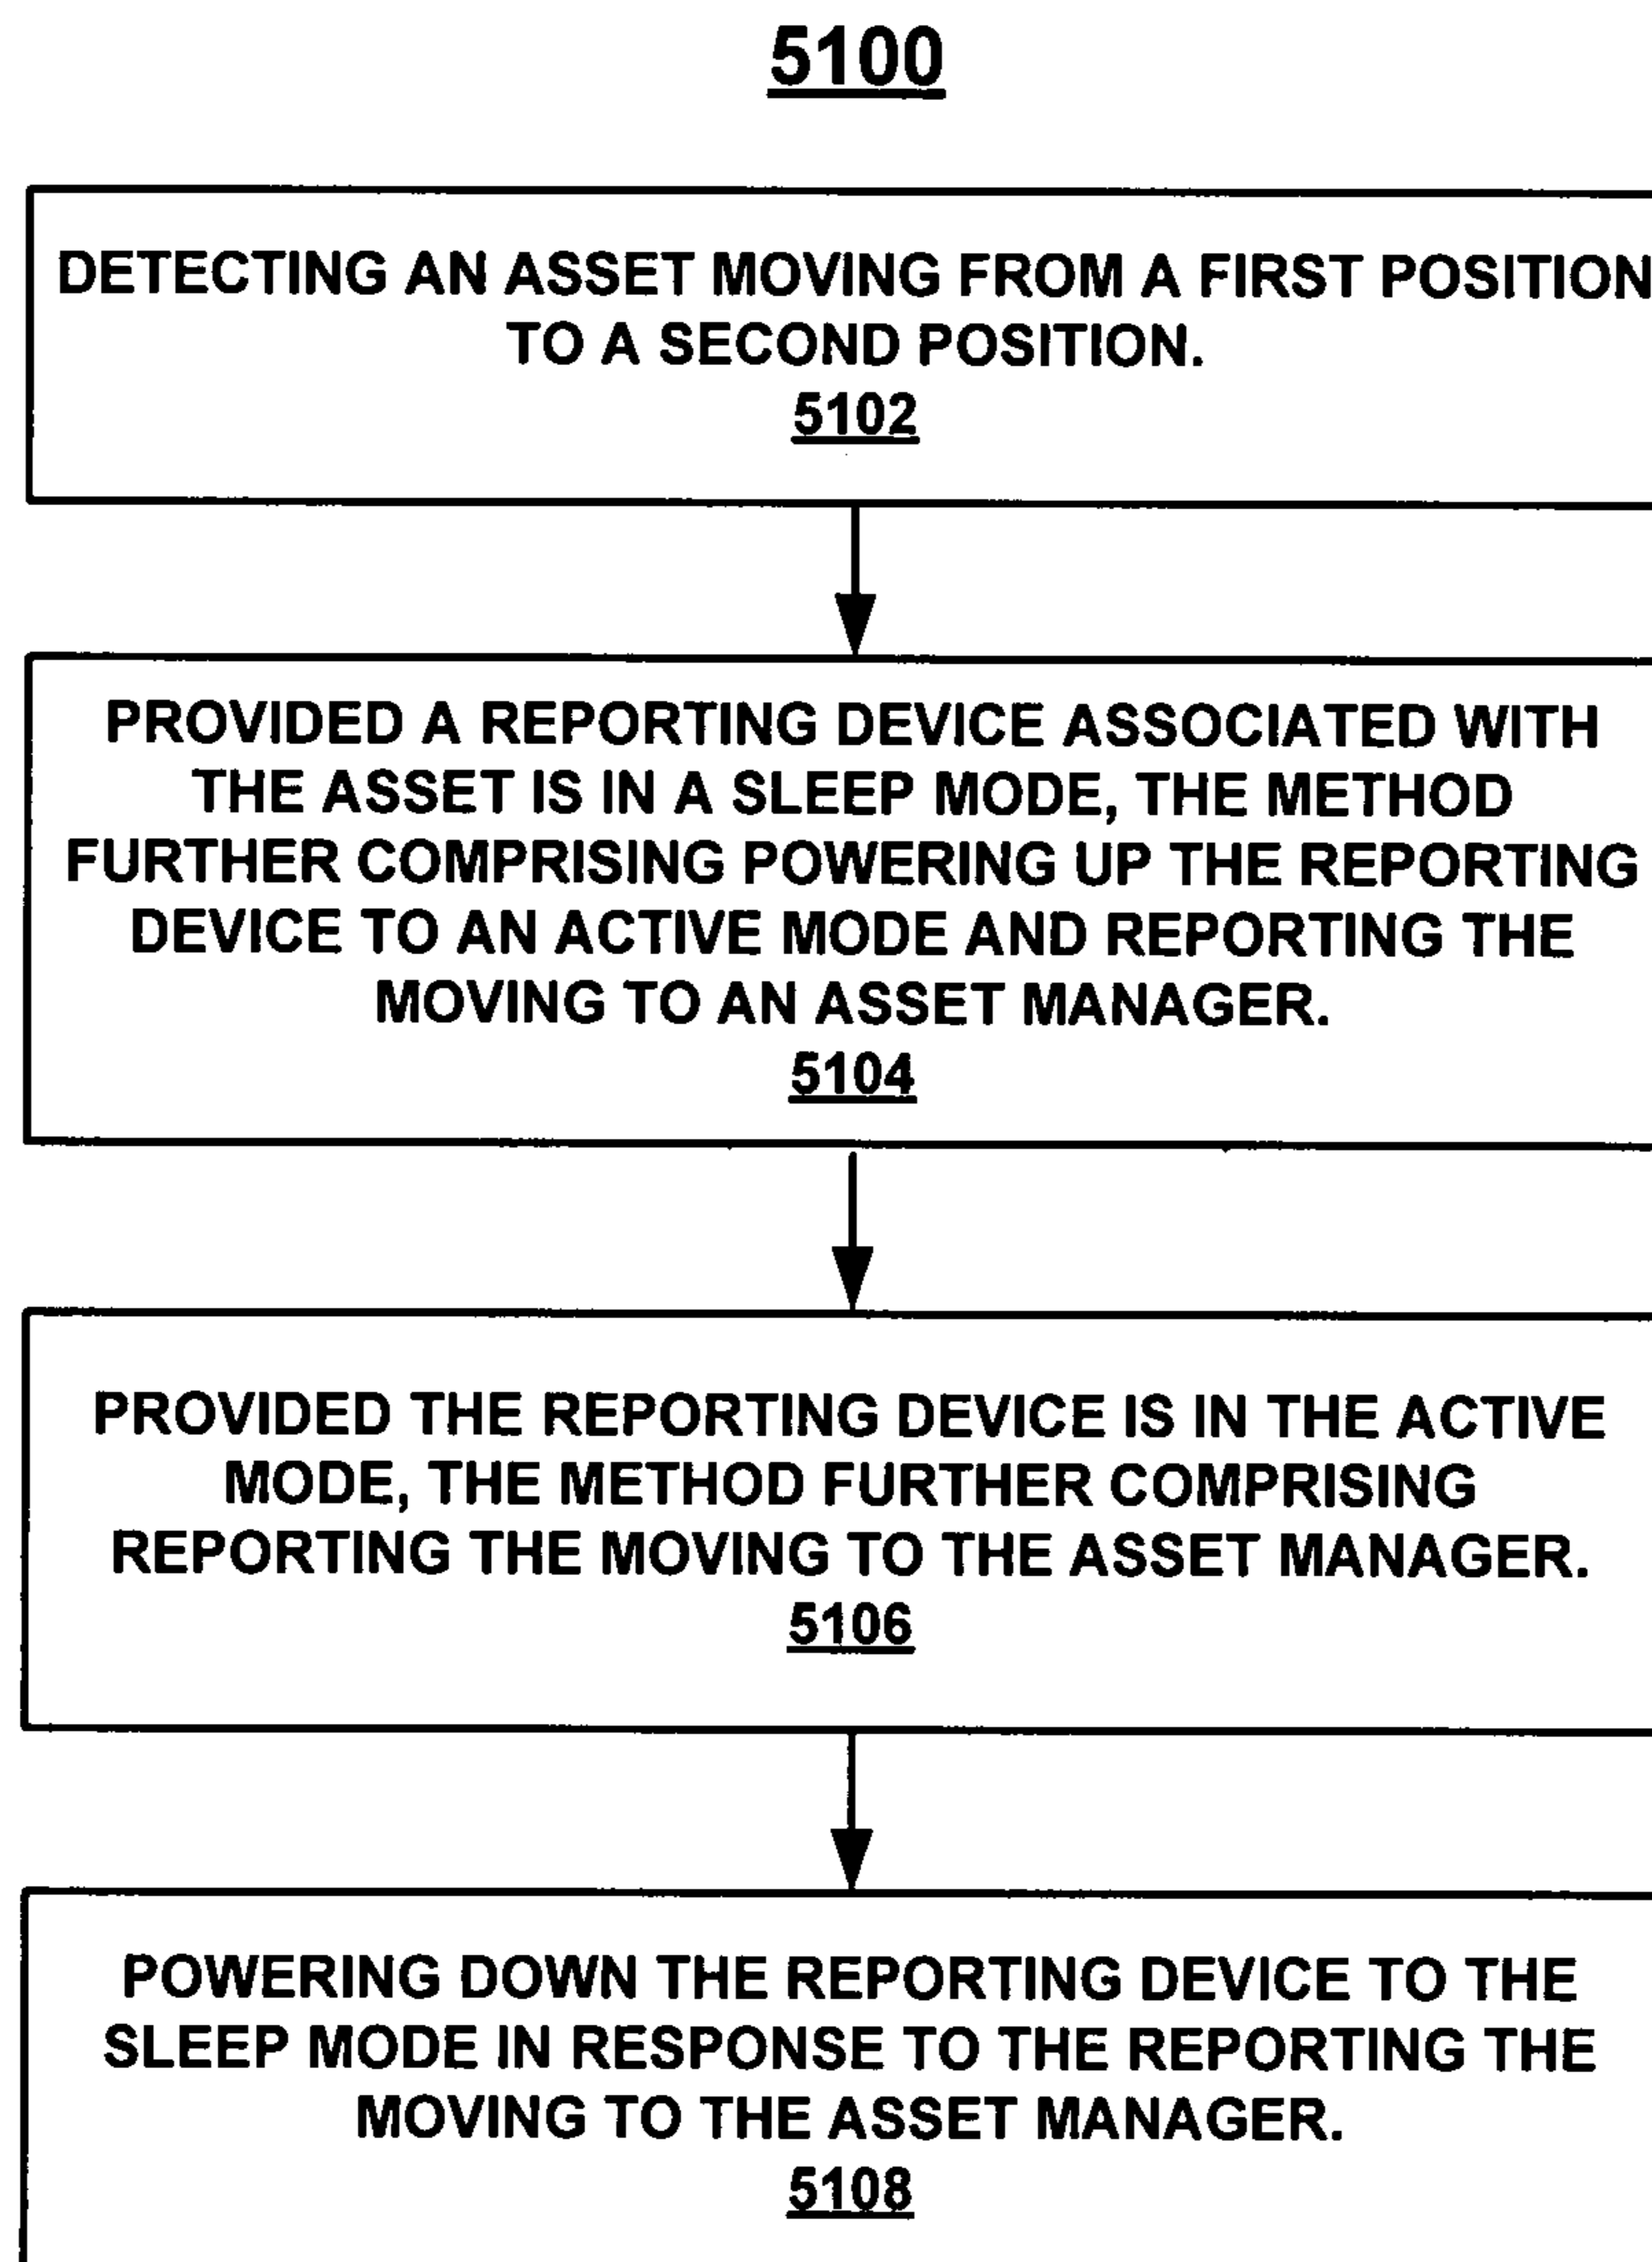 5100
DETECTING AN ASSET MOVING FROM A FIRST POSITION
TO A SECOND POSITION.
5102
PROVIDED A REPORTING DEVICE ASSOCIATED WITH
THE ASSET IS IN A SLEEP MODE, THE METHOD
FURTHER COMPRISING POWERING UP THE REPORTING
DEVICE TO AN ACTIVE MODE AND REPORTING THE
MOVING TO AN ASSET MANAGER.
5104
PROVIDED THE REPORTING DEVICE IS IN THE ACTIVE
MODE, THE METHOD FURTHER COMPRISING
REPORTING THE MOVING TO THE ASSET MANAGER.
5106
POWERING DOWN THE REPORTING DEVICE TO THE
SLEEP MODE IN RESPONSE TO THE REPORTING THE
MOVING TO THE ASSET MANAGER.
5108